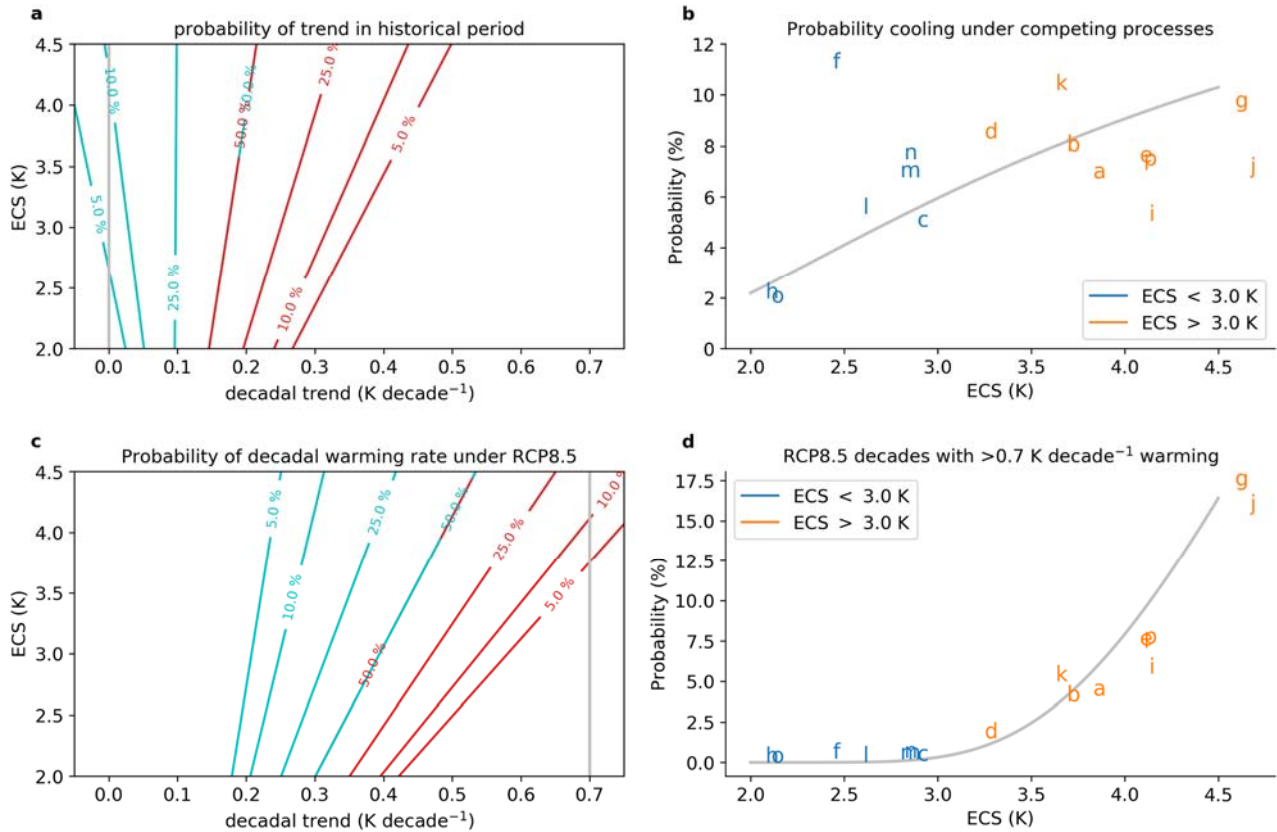 a
probability of trend in historical period
4.5
4.0
3.5
3.0
2.5
2.0
ECS (K)
10.0 %
5.0 %
25.0 %
50.0 %
50.0 %
25.0 %
10.0 %
5.0 %
0.0 0.1 0.2 0.3 0.4 0.5 0.6 0.7
decadal trend (K decade⁻¹)
b
Probability cooling under competing processes
12
10
8
6
4
2
0
Probability (%)
f
k
g
d
b
n
m
a
e
j
l
c
i
h
o
ECS < 3.0 K
ECS > 3.0 K
2.0 2.5 3.0 3.5 4.0 4.5
ECS (K)
c
Probability of decadal warming rate under RCP8.5
4.5
4.0
3.5
3.0
2.5
2.0
ECS (K)
5.0 %
10.0 %
25.0 %
50.0 %
50.0 %
25.0 %
10.0 %
5.0 %
0.0 0.1 0.2 0.3 0.4 0.5 0.6 0.7
decadal trend (K decade⁻¹)
d
RCP8.5 decades with >0.7 K decade⁻¹ warming
17.5
15.0
12.5
10.0
7.5
5.0
2.5
0.0
Probability (%)
ECS < 3.0 K
ECS > 3.0 K
g
j
e
i
k
b
a
d
h
o
f
l
m
n
c
2.0 2.5 3.0 3.5 4.0 4.5
ECS (K)